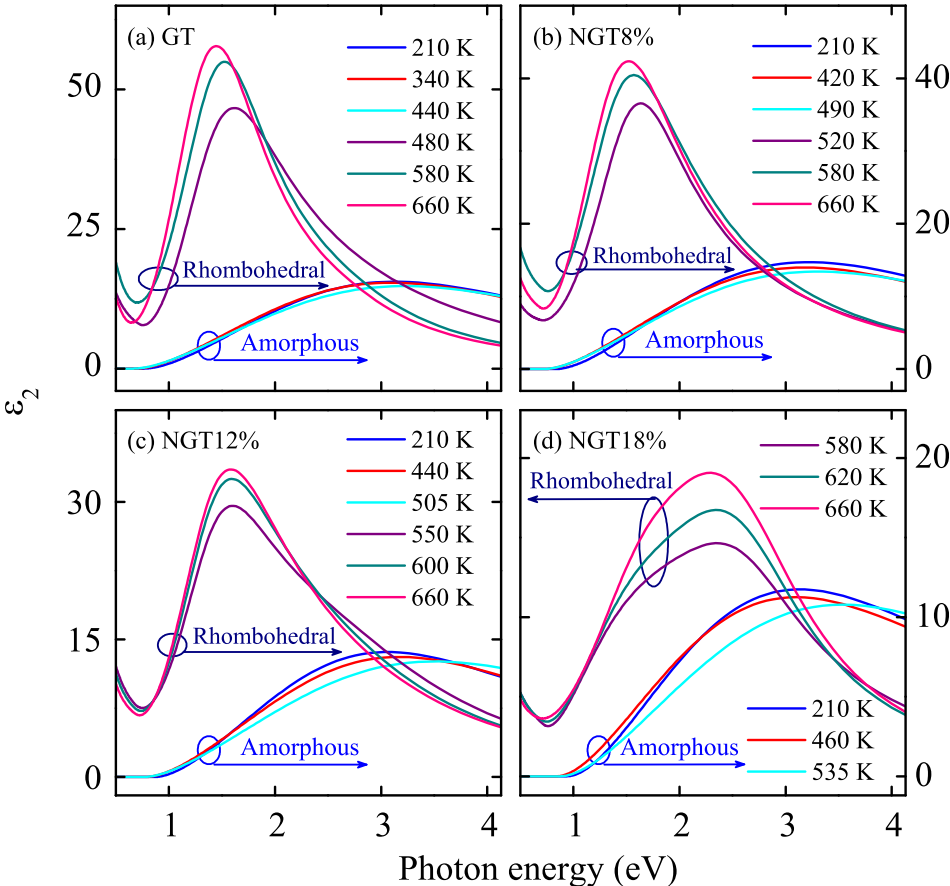 (a) GT
210 K
340 K
440 K
480 K
580 K
660 K
Rhombohedral
Amorphous
50
25
0
(b) NGT8%
210 K
420 K
490 K
520 K
580 K
660 K
Rhombohedral
Amorphous
40
20
0
ε2
(c) NGT12%
210 K
440 K
505 K
550 K
600 K
660 K
Rhombohedral
Amorphous
30
15
0
1 2 3 4
(d) NGT18%
580 K
620 K
660 K
Rhombohedral
210 K
460 K
535 K
Amorphous
20
10
0
1 2 3 4
Photon energy (eV)